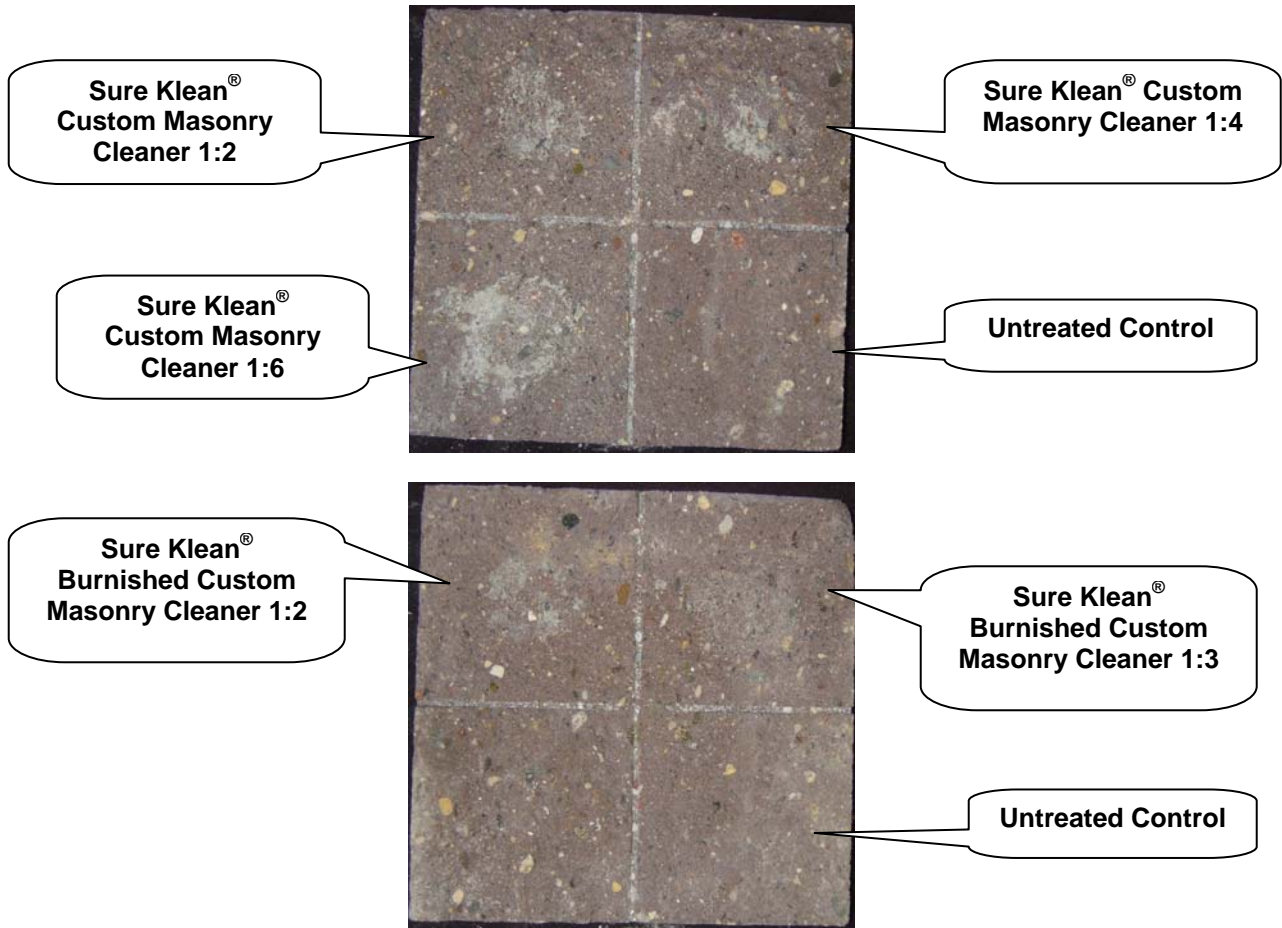 Sure Klean®
Custom Masonry
Cleaner 1:2
Sure Klean® Custom
Masonry Cleaner 1:4
Sure Klean®
Custom Masonry
Cleaner 1:6
Untreated Control
Sure Klean®
Burnished Custom
Masonry Cleaner 1:2
Sure Klean®
Burnished Custom
Masonry Cleaner 1:3
Untreated Control